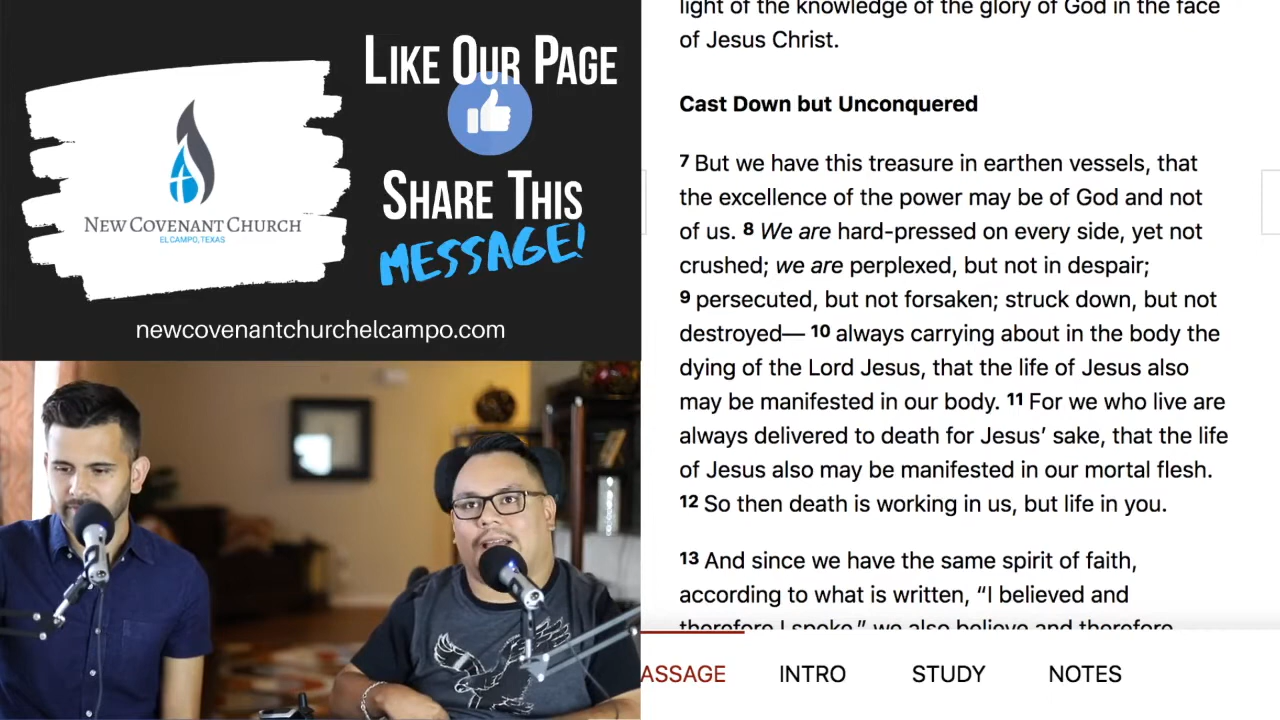 LIKE OUR PAGE
SHARE THIS
MESSAGE!
NEW COVENANT CHURCH
EL CAMPO, TEXAS
newcovenantchurchelcampo.com
light of the knowledge of the glory of God in the face
of Jesus Christ.
Cast Down but Unconquered
7 But we have this treasure in earthen vessels, that
the excellence of the power may be of God and not
of us. 8 We are hard-pressed on every side, yet not
crushed; we are perplexed, but not in despair;
9 persecuted, but not forsaken; struck down, but not
destroyed— 10 always carrying about in the body the
dying of the Lord Jesus, that the life of Jesus also
may be manifested in our body. 11 For we who live are
always delivered to death for Jesus’ sake, that the life
of Jesus also may be manifested in our mortal flesh.
12 So then death is working in us, but life in you.
13 And since we have the same spirit of faith,
according to what is written, “I believed and
therefore I spoke,” we also believe and therefore
ASSAGE INTRO STUDY NOTES